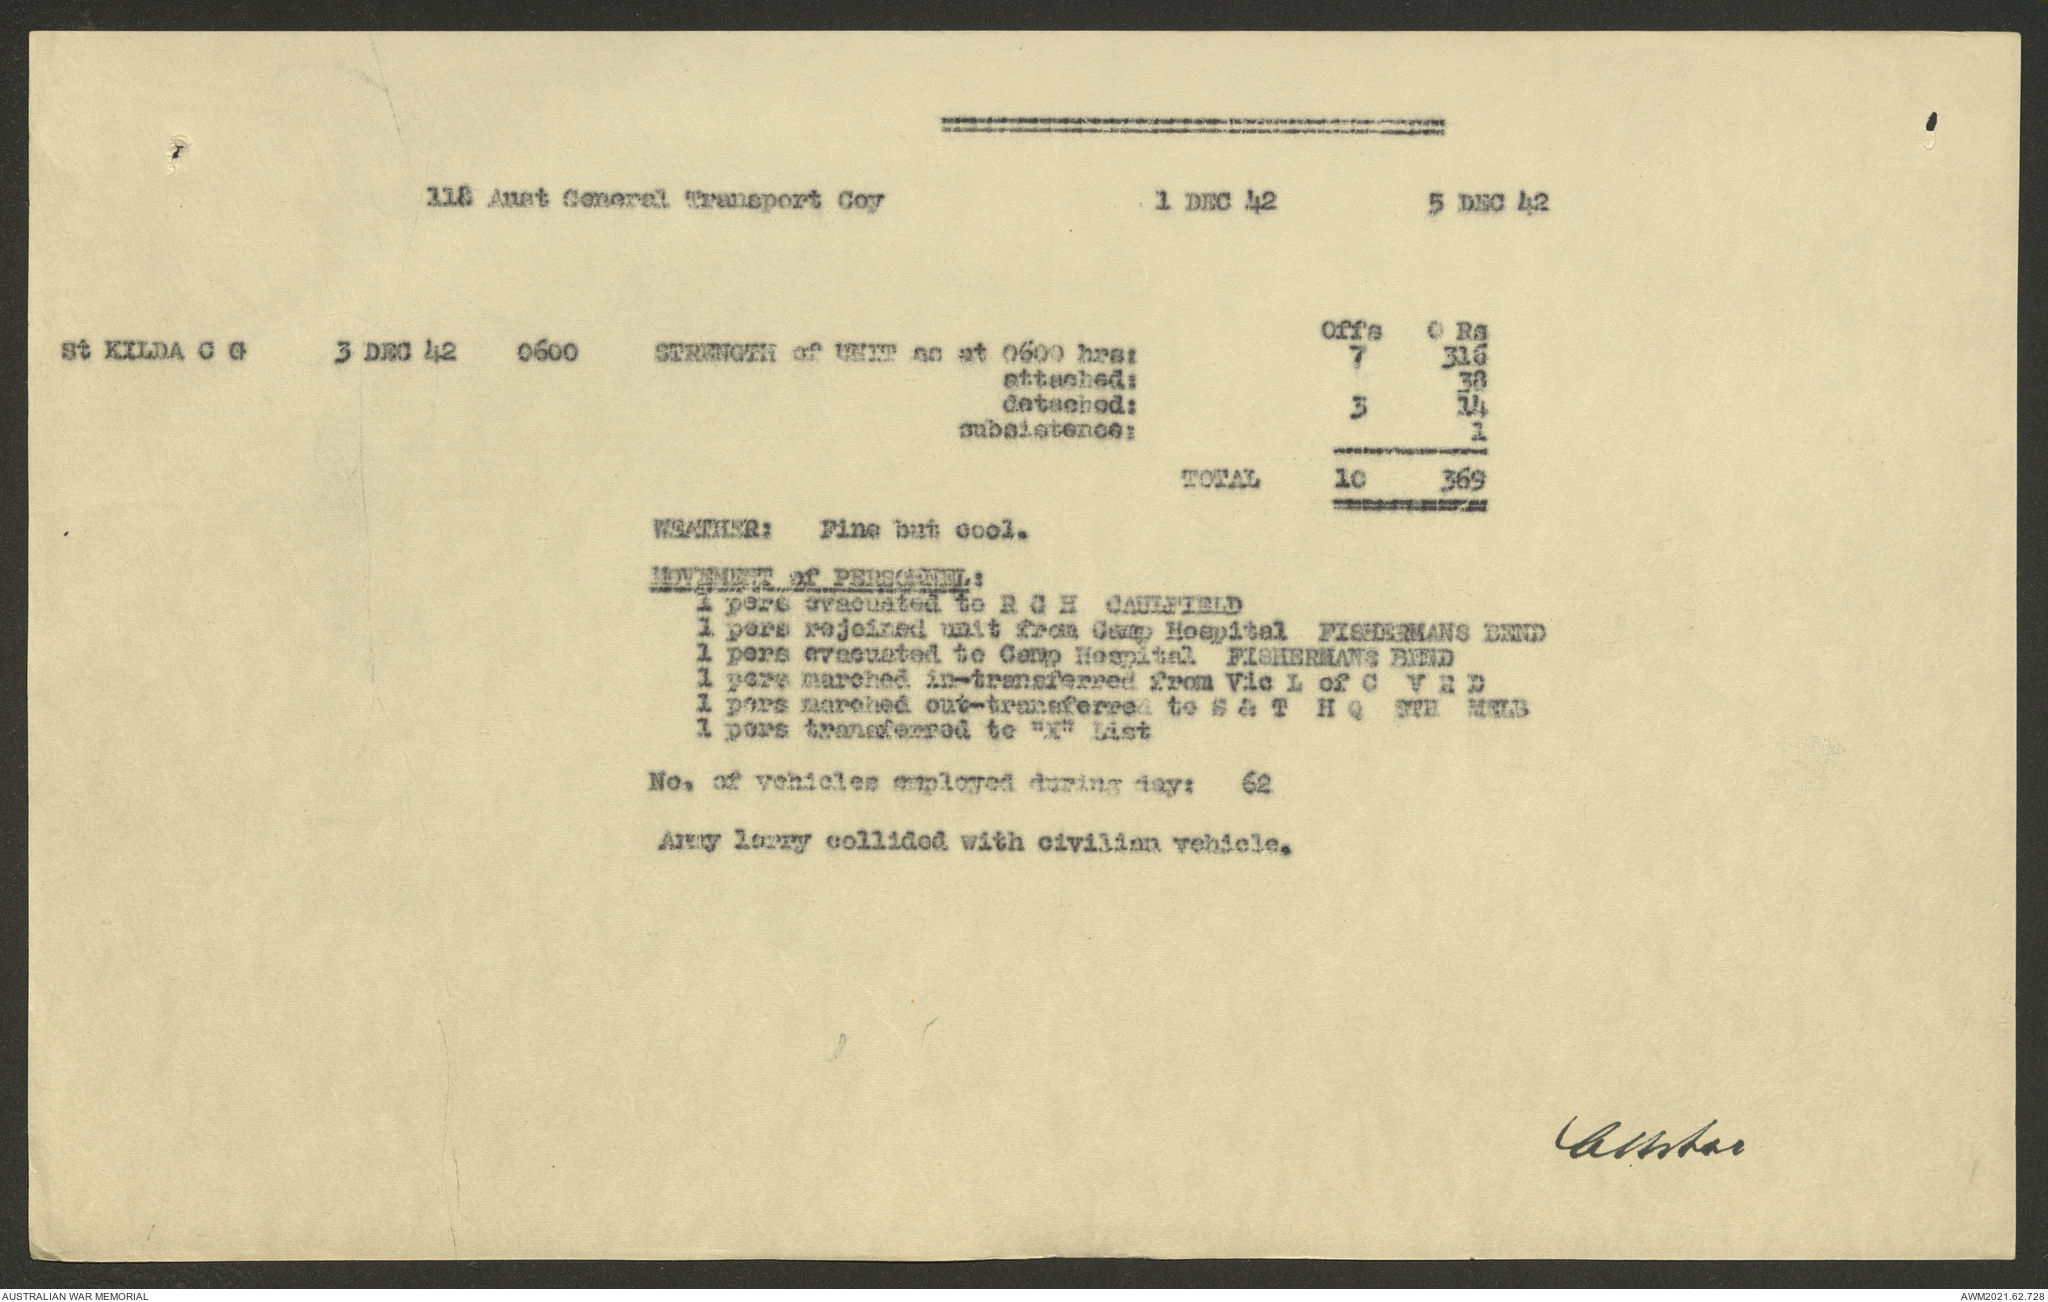 118 Aust General Transport Coy 1 DEC 42 5 DEC 42
Offs O Rs
St KILDA C G 3 DEC 42 0600 STRENGTH of UNIT as at 0600 hrs: 7 316
attached: 38
detached: 3 14
subsistence: 1
TOTAL 10 369
WEATHER: Fine but cool.
MOVEMENT of PERSONNEL:
1 pers evacuated to R G H CAULFIELD
1 pers rejoined unit from Camp Hospital FISHERMANS BEND
1 pers evacuated to Camp Hospital FISHERMANS BEND
1 pers marched in-transferred from Vic L of C V R D
1 pers marched out-transferred to S & T H Q STH MELB
1 pers transferred to "X" List
No. of vehicles employed during day: 62
Army lorry collided with civilian vehicle.
AUSTRALIAN WAR MEMORIAL AWM2021.62.728